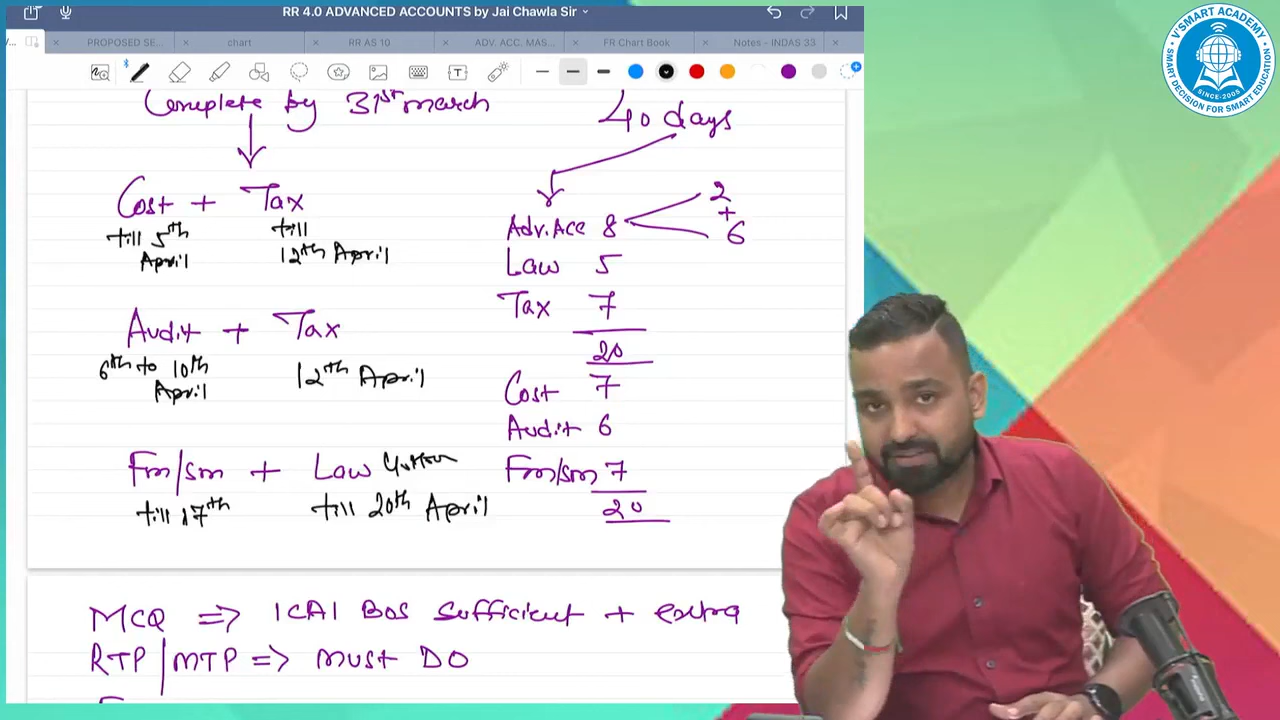 RR 4.0 ADVANCED ACCOUNTS by Jai Chawla Sir
PROPOSED SE...
chart
RR AS 10
ADV. ACC. MAS...
FR Chart Book
Notes - INDAS 33
Complete by 31st march
40 days
Cost + Tax
till 5th April
till 12th April
Audit + Tax
6th to 10th April
12th April
Fm/sm + Law
till 17th
till 20th April
Adv. Acc 8
2
+
6
Law 5
Tax 7
20
Cost 7
Audit 6
Fm/sm 7
20
MCQ => ICAI BOS sufficient + extra
RTP | MTP => must DO
V'SMART ACADEMY
SMART DECISION FOR SMART EDUCATION
SINCE-2005